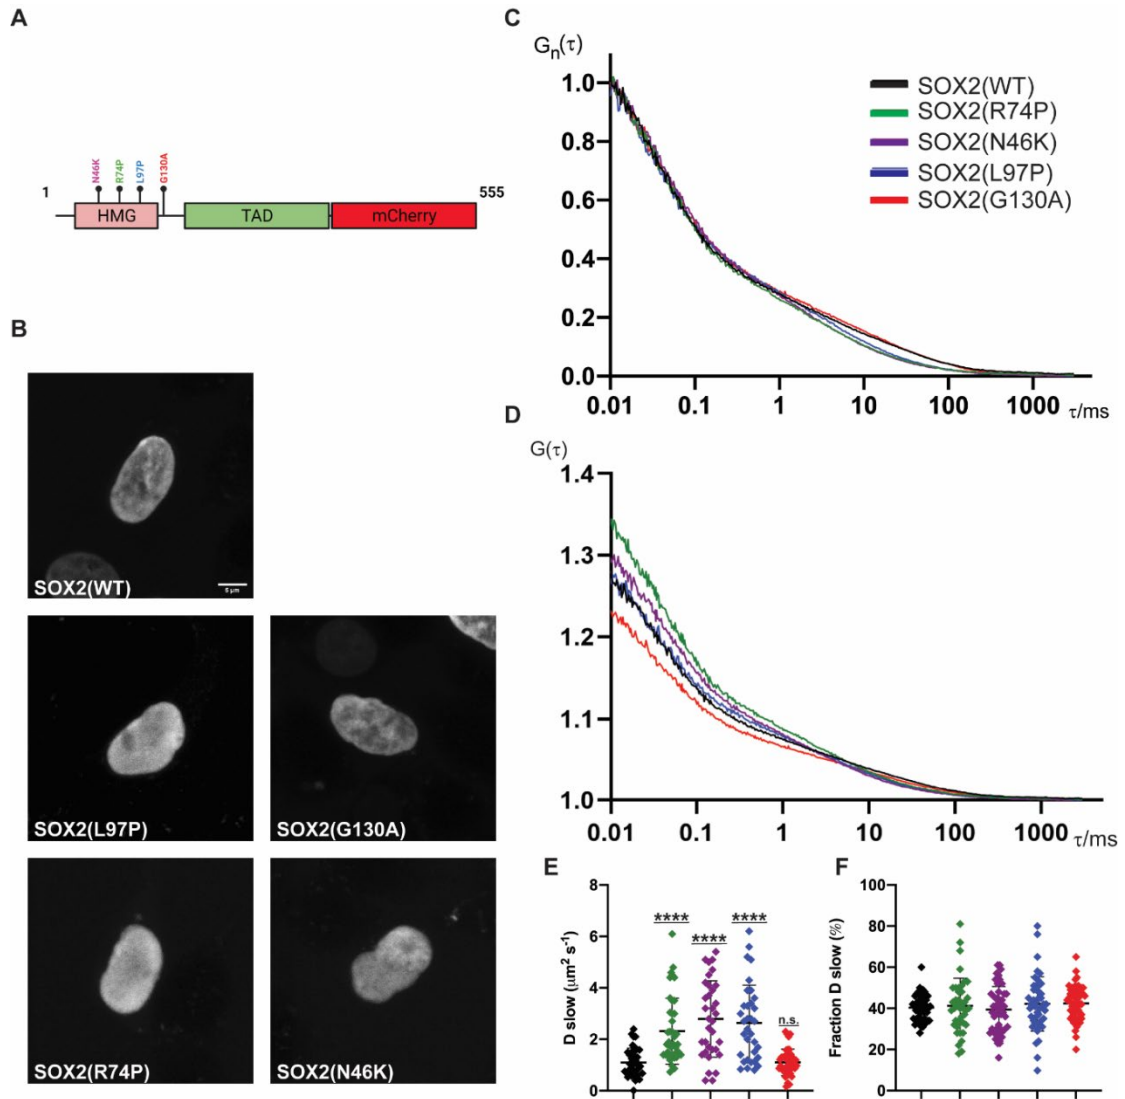 A
N46K
R74P
L97P
G130A
1
555
HMG
TAD
mCherry
B
SOX2(WT)
5 µm
SOX2(L97P)
SOX2(G130A)
SOX2(R74P)
SOX2(N46K)
C
Gn(τ)
1.0
0.8
0.6
0.4
0.2
0.0
0.01 0.1 1 10 100 1000 τ/ms
SOX2(WT)
SOX2(R74P)
SOX2(N46K)
SOX2(L97P)
SOX2(G130A)
D
G(τ)
1.4
1.3
1.2
1.1
1.0
0.01 0.1 1 10 100 1000 τ/ms
E
D slow (µm² s⁻¹)
8
6
4
2
0
**** **** **** n.s.
F
Fraction D slow (%)
100
80
60
40
20
0